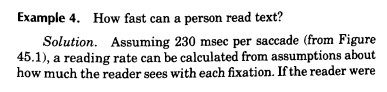 Example 4. How fast can a person read text?
Solution. Assuming 230 msec per saccade (from Figure
45.1), a reading rate can be calculated from assumptions about
how much the reader sees with each fixation. If the reader were